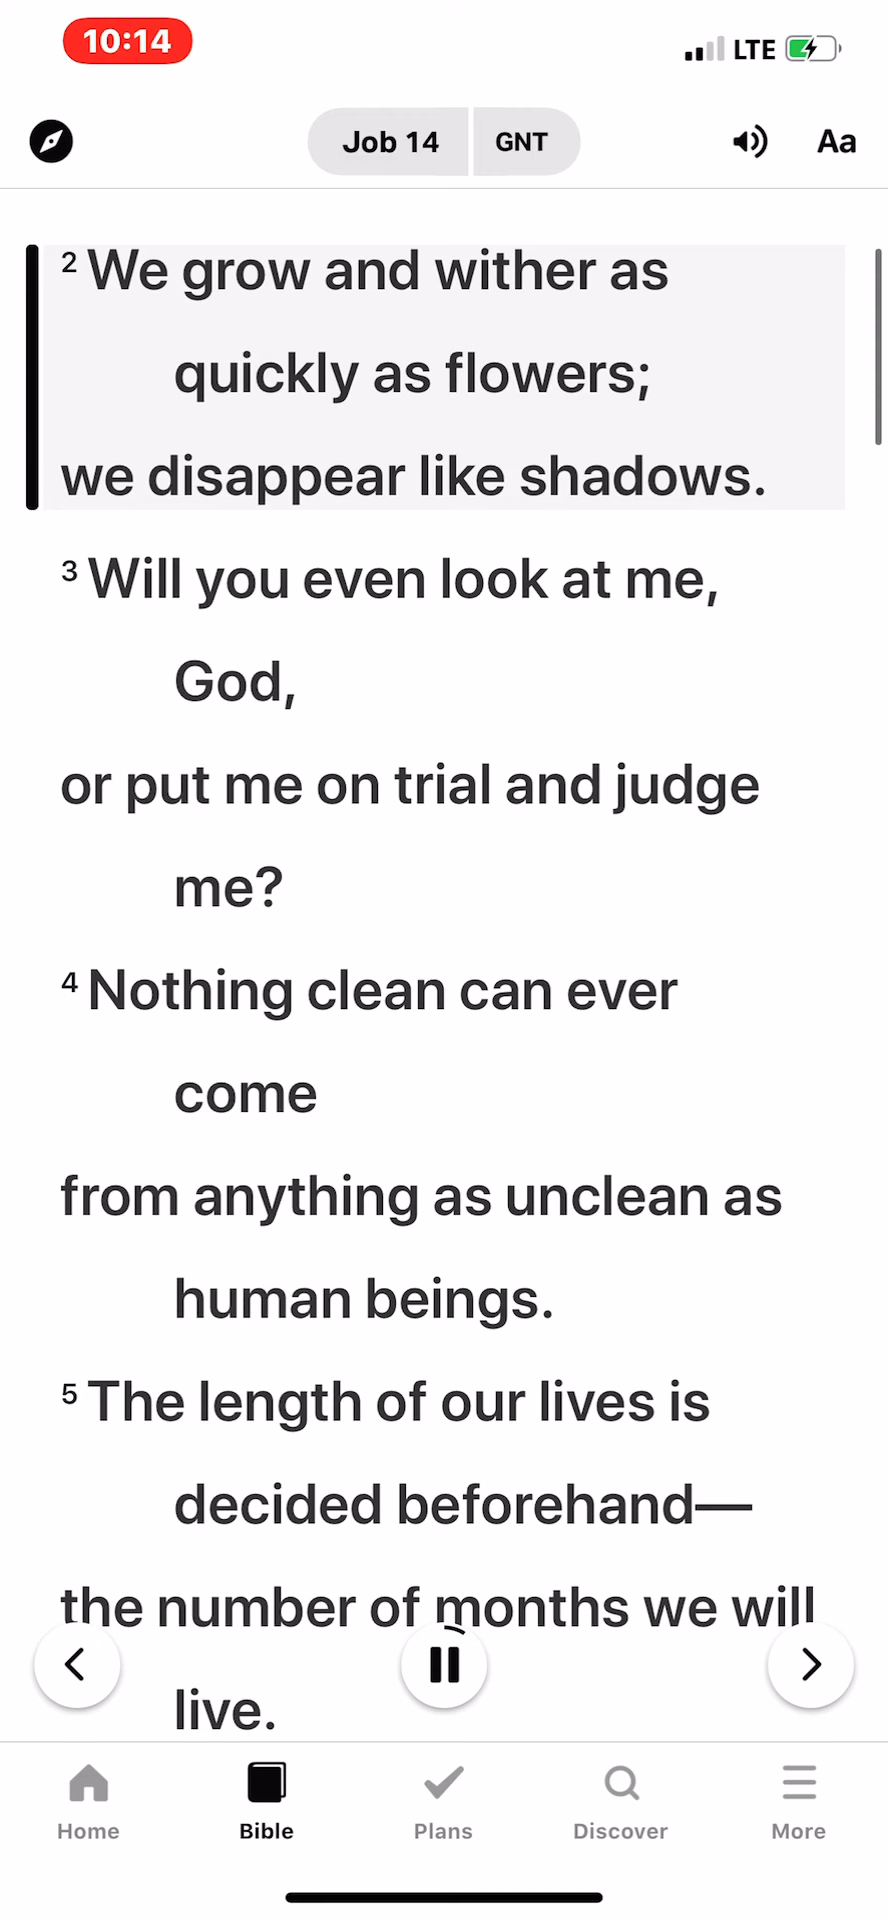 10:14
LTE
Job 14 GNT
Aa
2 We grow and wither as
quickly as flowers;
we disappear like shadows.
3 Will you even look at me,
God,
or put me on trial and judge
me?
4 Nothing clean can ever
come
from anything as unclean as
human beings.
5 The length of our lives is
decided beforehand—
the number of months we will
live.
Home Bible Plans Discover More